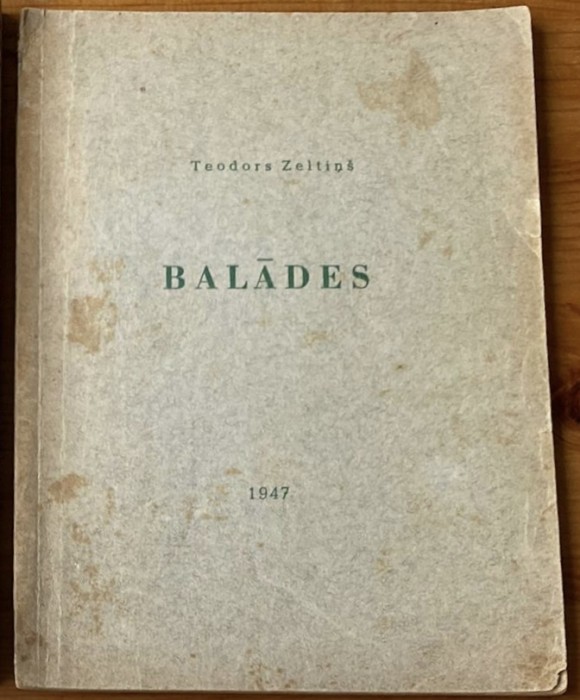 Teodors Zeltiņš
BALĀDES
1947